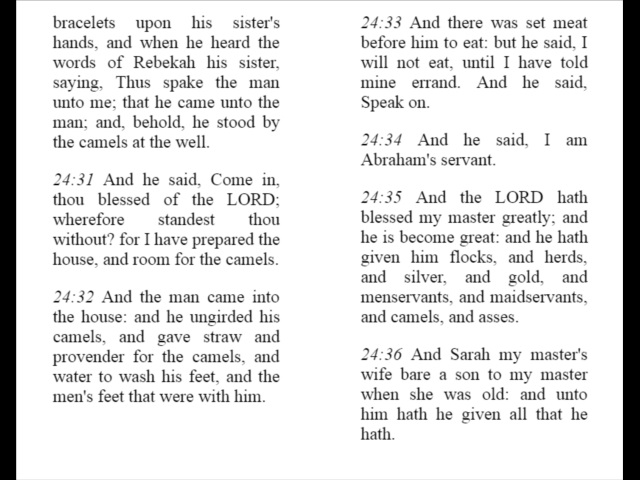 bracelets upon his sister's
hands, and when he heard the
words of Rebekah his sister,
saying, Thus spake the man
unto me; that he came unto the
man; and, behold, he stood by
the camels at the well.
24:31 And he said, Come in,
thou blessed of the LORD;
wherefore standest thou
without? for I have prepared the
house, and room for the camels.
24:32 And the man came into
the house: and he ungirded his
camels, and gave straw and
provender for the camels, and
water to wash his feet, and the
men's feet that were with him.
24:33 And there was set meat
before him to eat: but he said, I
will not eat, until I have told
mine errand. And he said,
Speak on.
24:34 And he said, I am
Abraham's servant.
24:35 And the LORD hath
blessed my master greatly; and
he is become great: and he hath
given him flocks, and herds,
and silver, and gold, and
menservants, and maidservants,
and camels, and asses.
24:36 And Sarah my master's
wife bare a son to my master
when she was old: and unto
him hath he given all that he
hath.